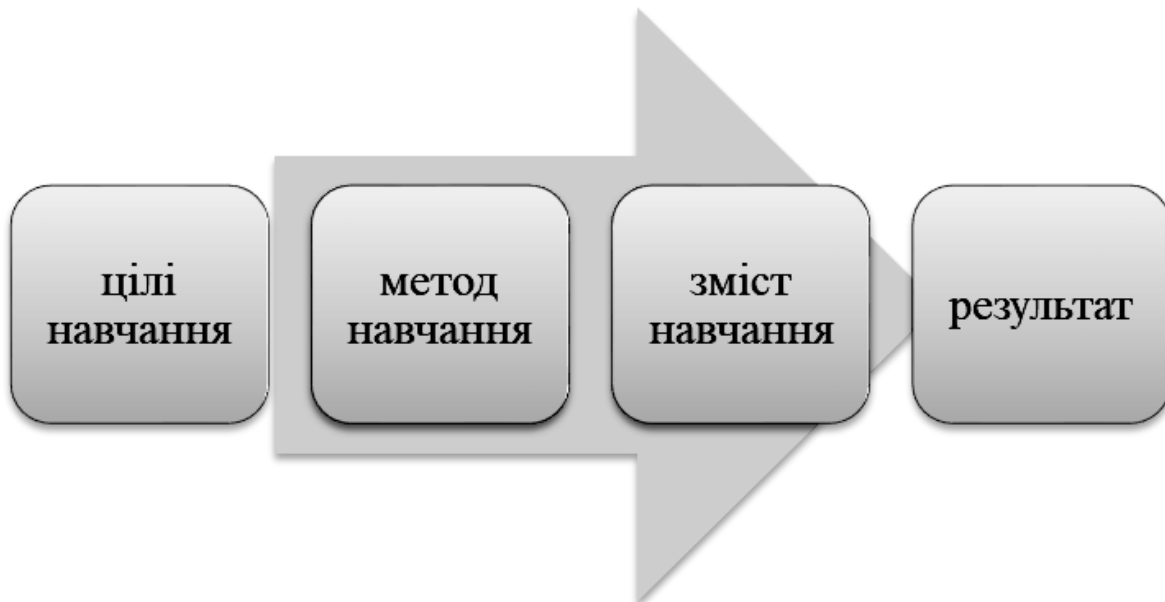 цілі
навчання
метод
навчання
зміст
навчання
результат